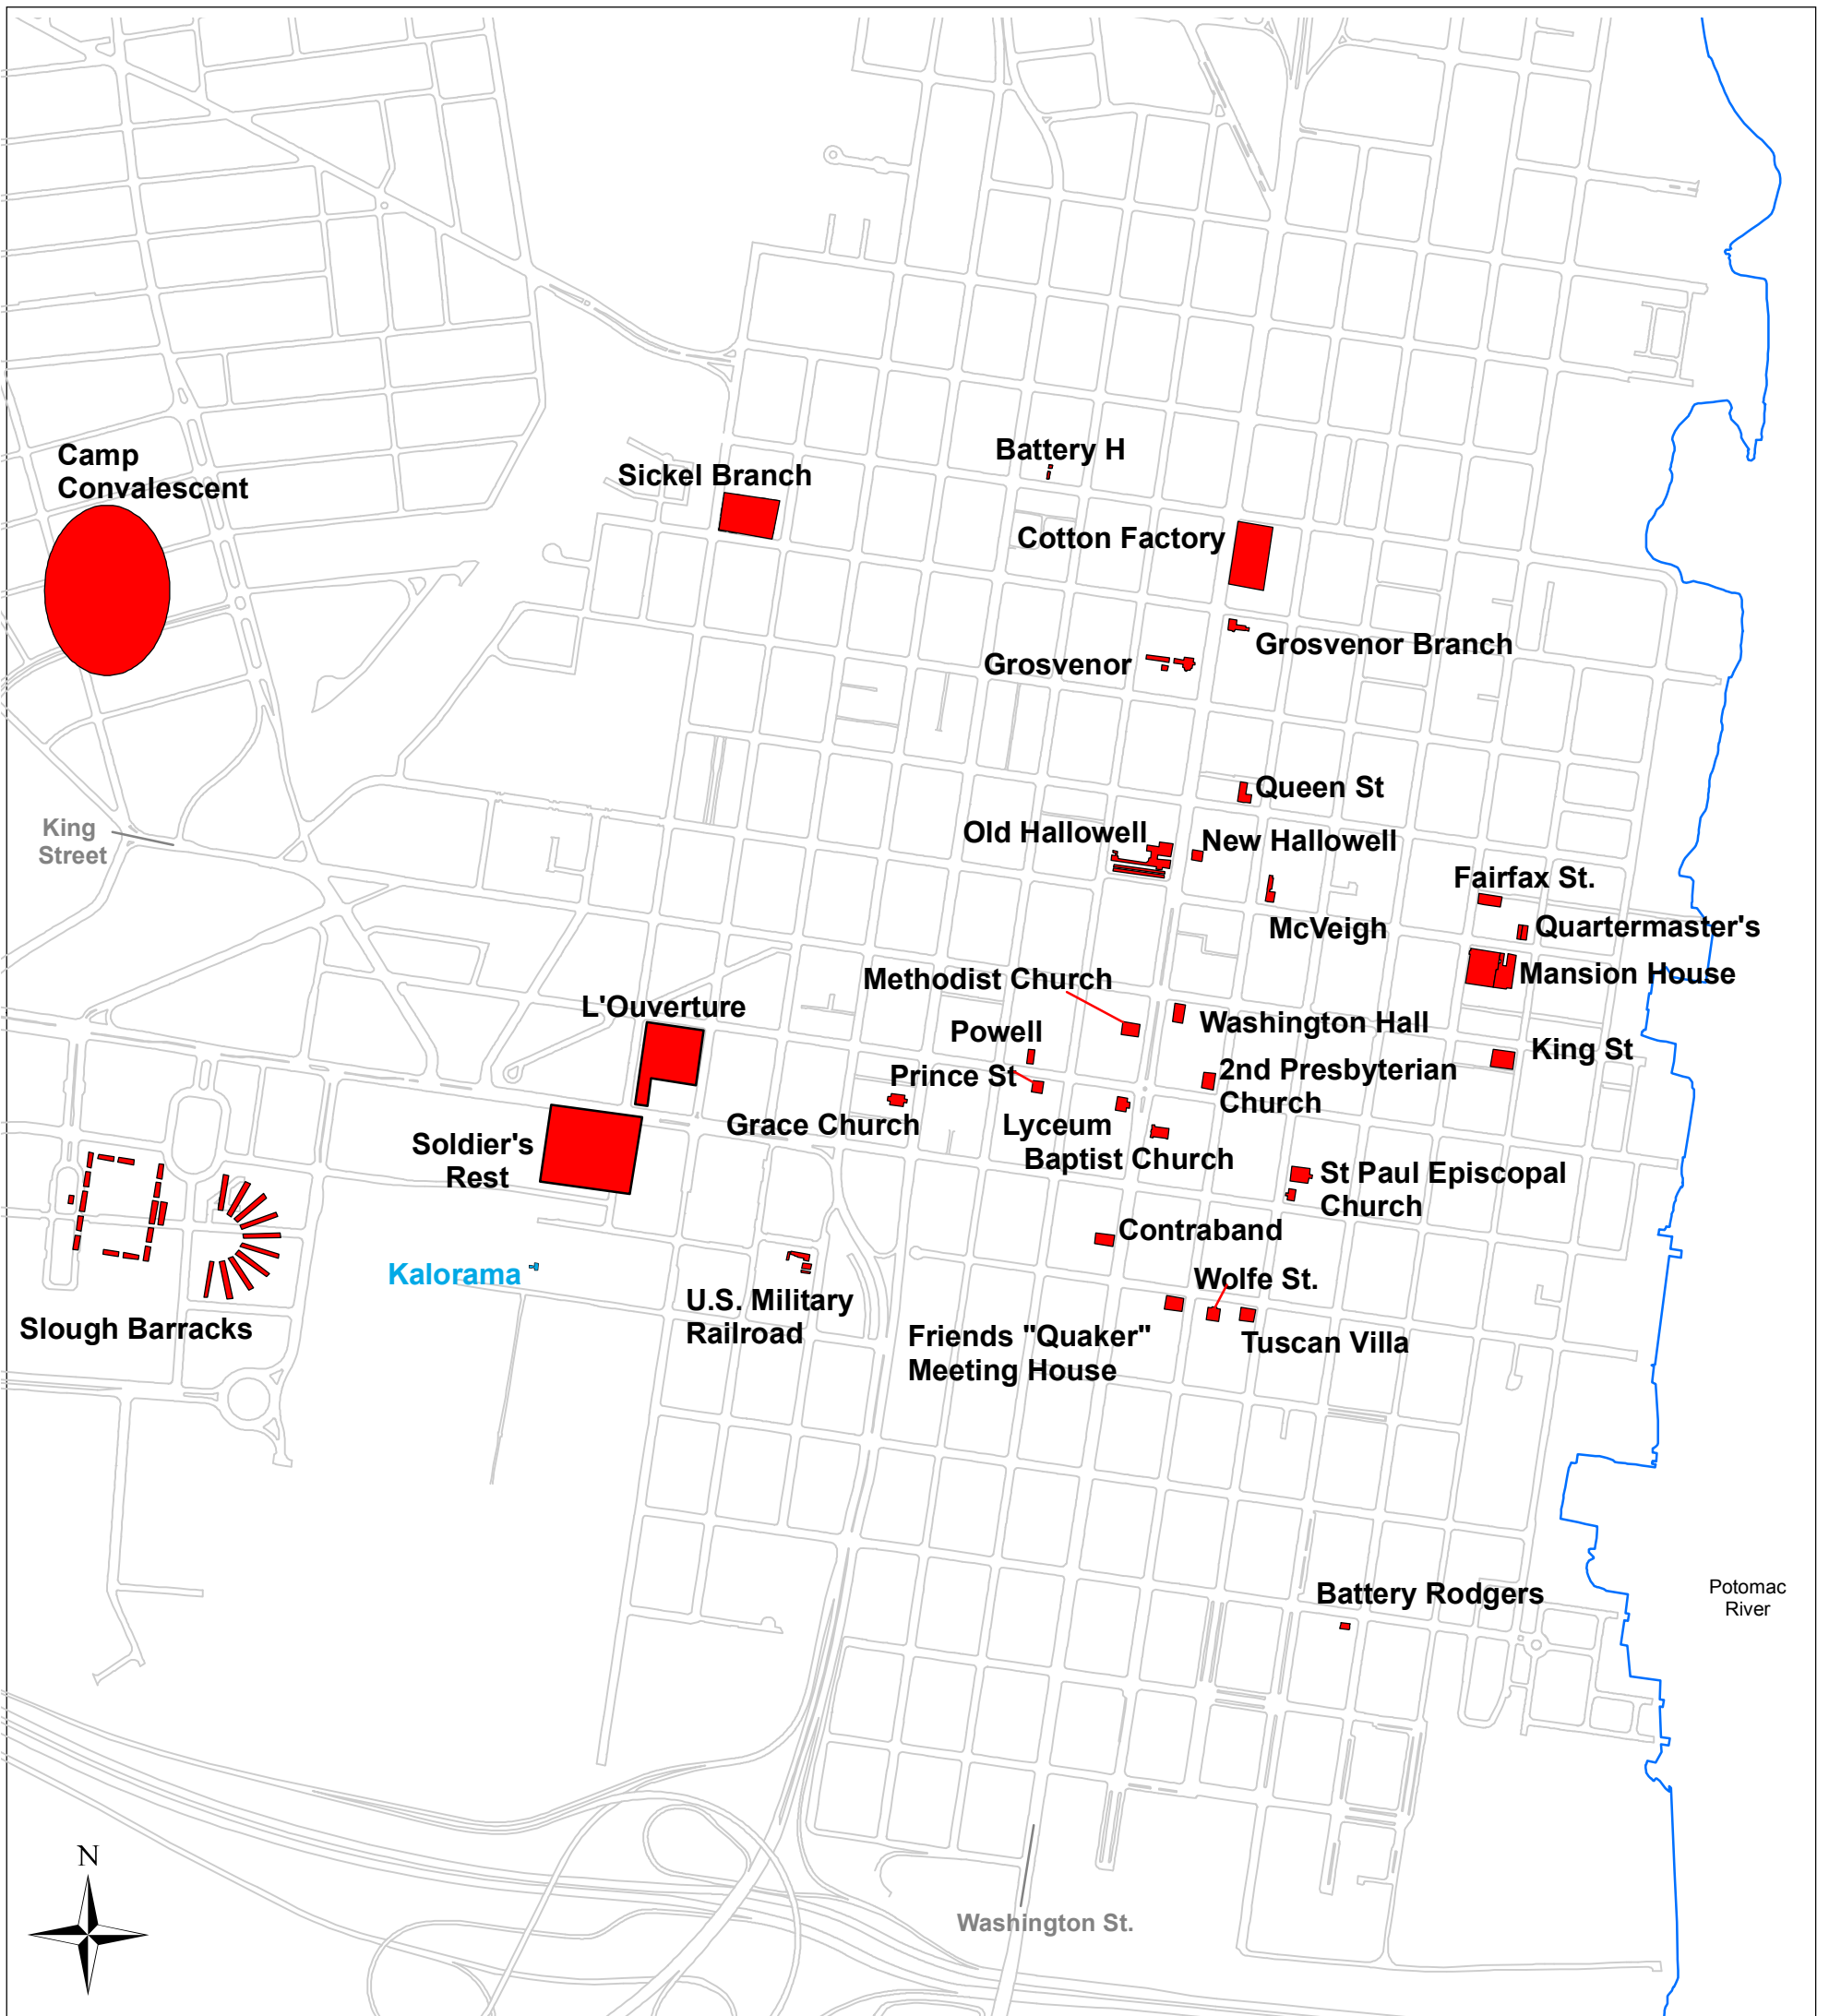 Camp
Convalescent
Sickel Branch
Battery H
Cotton Factory
Grosvenor Branch
Grosvenor
Queen St
King
Street
Old Hallowell
New Hallowell
Fairfax St.
McVeigh
Quartermaster's
Methodist Church
Mansion House
L'Ouverture
Powell
Washington Hall
King St
Prince St
2nd Presbyterian
Church
Grace Church
Lyceum
Soldier's
Rest
Baptist Church
St Paul Episcopal
Church
Contraband
Kalorama
Wolfe St.
U.S. Military
Railroad
Slough Barracks
Friends "Quaker"
Meeting House
Tuscan Villa
Battery Rodgers
Potomac
River
N
Washington St.